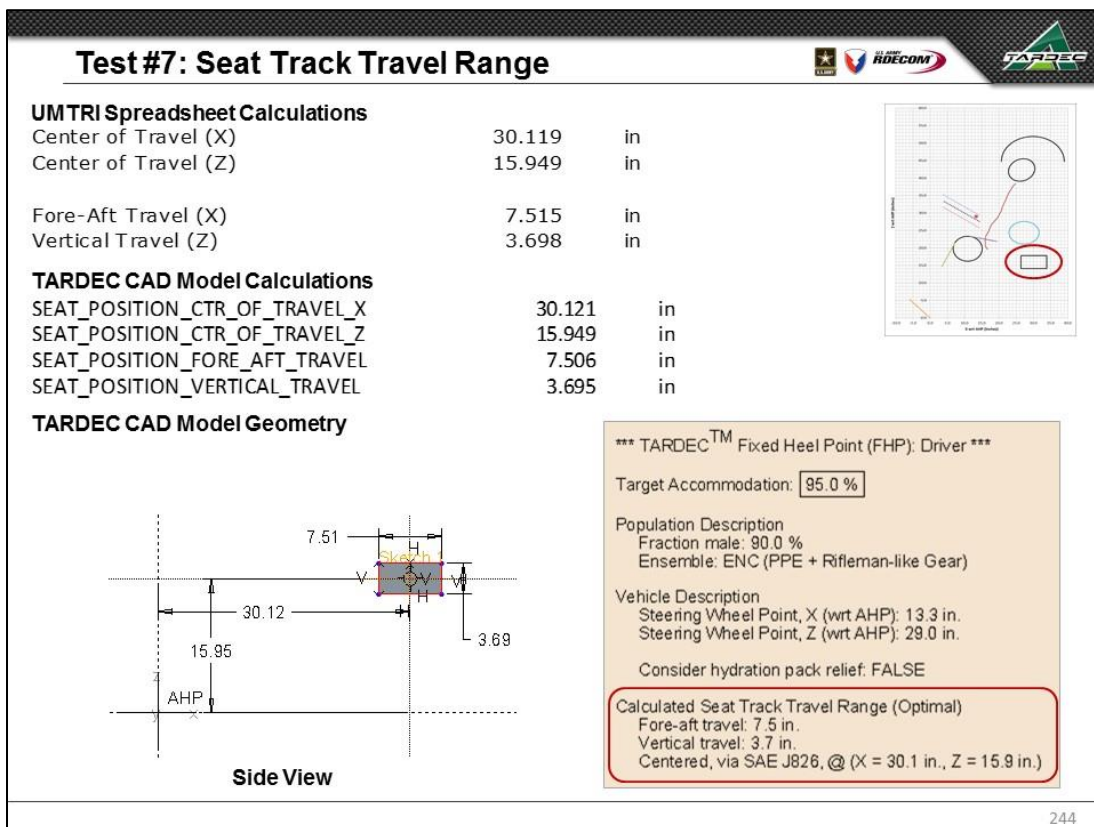 Test #7: Seat Track Travel Range
U.S. ARMY
U.S. ARMY
RDECOM
TARDEC
UMTRI Spreadsheet Calculations
Center of Travel (X) 30.119 in
Center of Travel (Z) 15.949 in
Fore-Aft Travel (X) 7.515 in
Vertical Travel (Z) 3.698 in
TARDEC CAD Model Calculations
SEAT_POSITION_CTR_OF_TRAVEL_X 30.121 in
SEAT_POSITION_CTR_OF_TRAVEL_Z 15.949 in
SEAT_POSITION_FORE_AFT_TRAVEL 7.506 in
SEAT_POSITION_VERTICAL_TRAVEL 3.695 in
TARDEC CAD Model Geometry
7.51
H
Sketch 1
V
V
V
H
H
30.12
3.69
15.95
Z
AHP
Y
X
Side View
*** TARDEC™ Fixed Heel Point (FHP): Driver ***
Target Accommodation: 95.0 %
Population Description
Fraction male: 90.0 %
Ensemble: ENC (PPE + Rifleman-like Gear)
Vehicle Description
Steering Wheel Point, X (wrt AHP): 13.3 in.
Steering Wheel Point, Z (wrt AHP): 29.0 in.
Consider hydration pack relief: FALSE
Calculated Seat Track Travel Range (Optimal)
Fore-aft travel: 7.5 in.
Vertical travel: 3.7 in.
Centered, via SAE J826, @ (X = 30.1 in., Z = 15.9 in.)
244